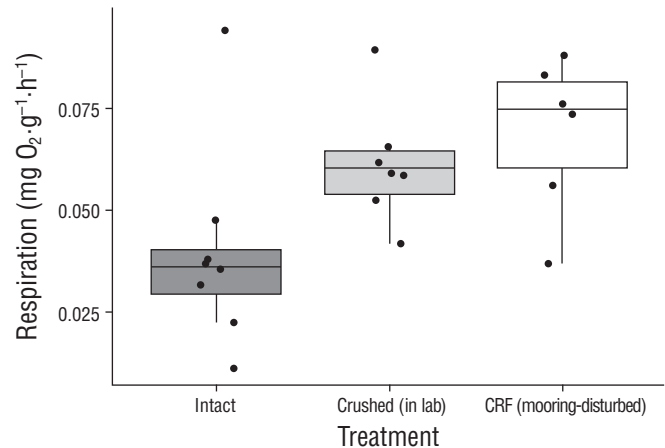 Respiration (mg O₂·g⁻¹·h⁻¹)
0.075
0.050
0.025
Intact
Crushed (in lab)
CRF (mooring-disturbed)
Treatment